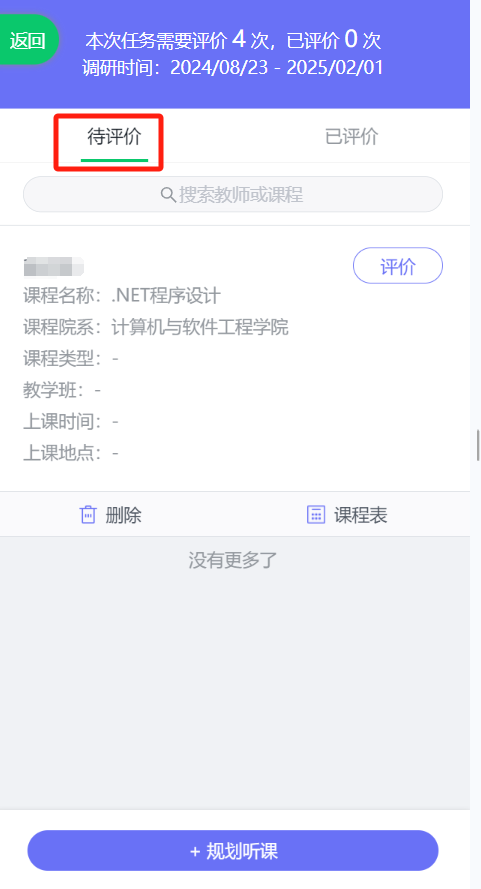 返回
本次任务需要评价 4 次，已评价 0 次
调研时间：2024/08/23 - 2025/02/01
待评价
已评价
搜索教师或课程
评价
课程名称：.NET程序设计
课程院系：计算机与软件工程学院
课程类型：-
教学班：-
上课时间：-
上课地点：-
删除
课程表
没有更多了
+ 规划听课